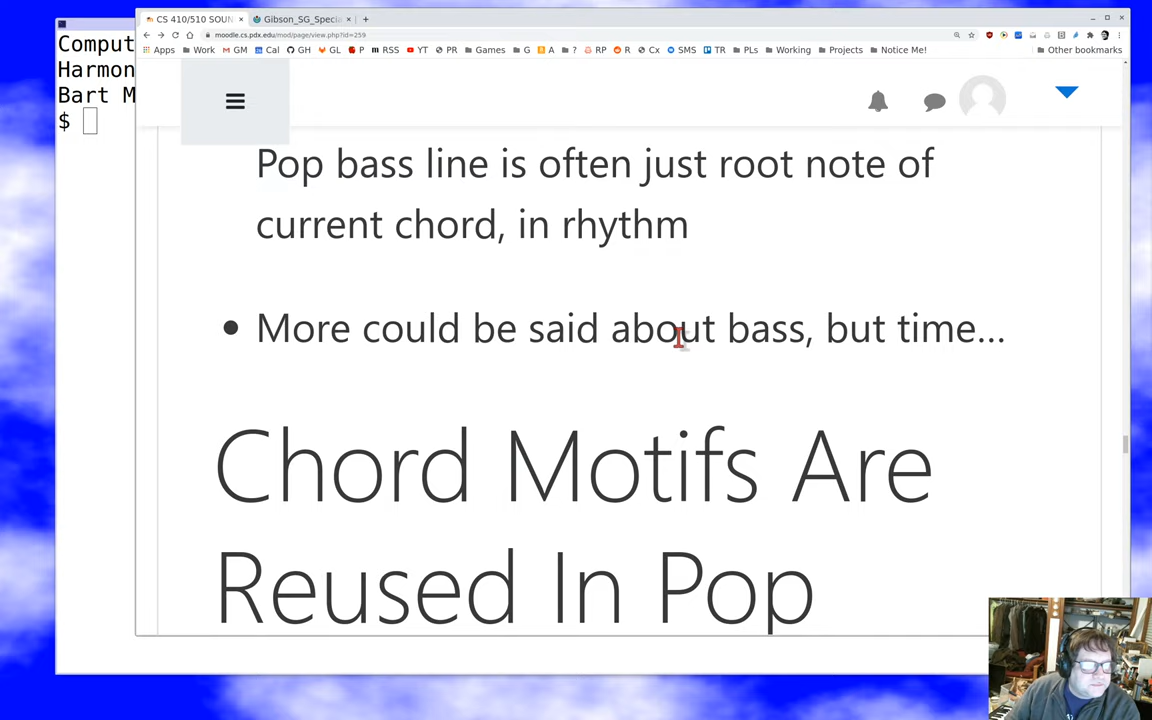 CS 410/510 SOUN
Gibson_SG_Specia
moodle.cs.pdx.edu/mod/page/view.php?id=259
Apps Work GM Cal GH GL P RSS YT PR Games G A ? RP R Cx SMS TR PLs Working Projects Notice Me! Other bookmarks
Comput
Harmon
Bart M
$
Pop bass line is often just root note of
current chord, in rhythm
• More could be said about bass, but time...
Chord Motifs Are
Reused In Pop